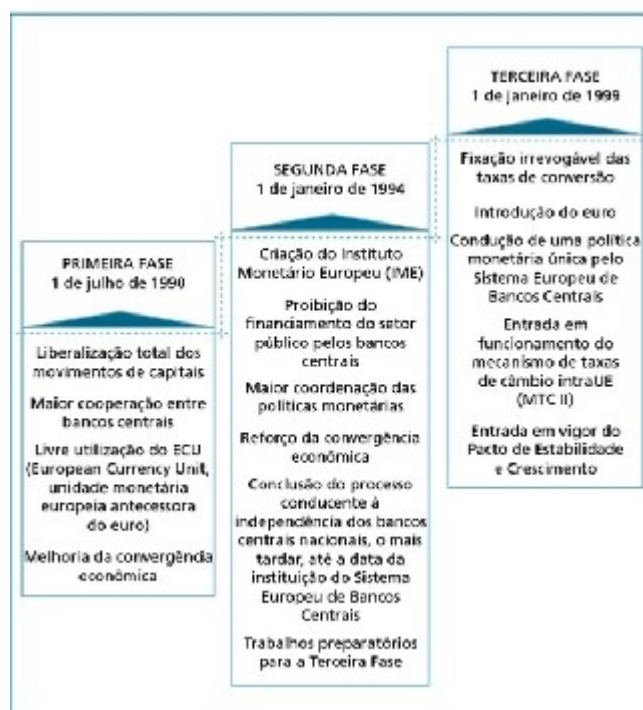 PRIMEIRA FASE
1 de julho de 1990
Liberalização total dos
movimentos de capitais
Maior cooperação entre
bancos centrais
Livre utilização do ECU
(European Currency Unit,
unidade monetária
europeia antecessora
do euro)
Melhoria da convergência
econômica
SEGUNDA FASE
1 de janeiro de 1994
Criação do Instituto
Monetário Europeu (IME)
Proibição do
financiamento do setor
público pelos bancos
centrais
Maior coordenação das
políticas monetárias
Reforço da convergência
econômica
Conclusão do processo
conducente à
independência dos bancos
centrais nacionais, o mais
tardar, até a data da
instituição do Sistema
Europeu de Bancos
Centrais
Trabalhos preparatórios
para a Terceira Fase
TERCEIRA FASE
1 de janeiro de 1999
Fixação irrevogável das
taxas de conversão
Introdução do euro
Condução de uma política
monetária única pelo
Sistema Europeu de
Bancos Centrais
Entrada em
funcionamento do
mecanismo de taxas
de câmbio intraUE
(MTC II)
Entrada em vigor do
Pacto de Estabilidade
e Crescimento